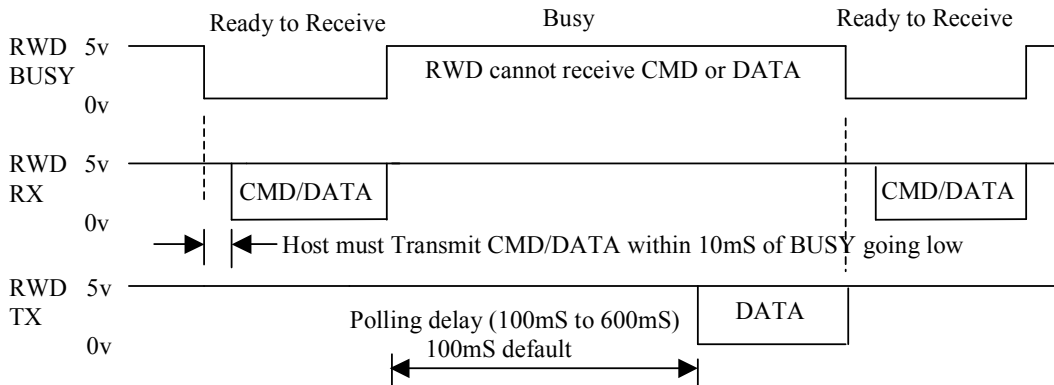 Ready to Receive
Busy
Ready to Receive
RWD 5v
BUSY
RWD cannot receive CMD or DATA
0v
RWD 5v
RX
CMD/DATA
CMD/DATA
0v
Host must Transmit CMD/DATA within 10mS of BUSY going low
RWD 5v
TX
DATA
Polling delay (100mS to 600mS)
0v
100mS default